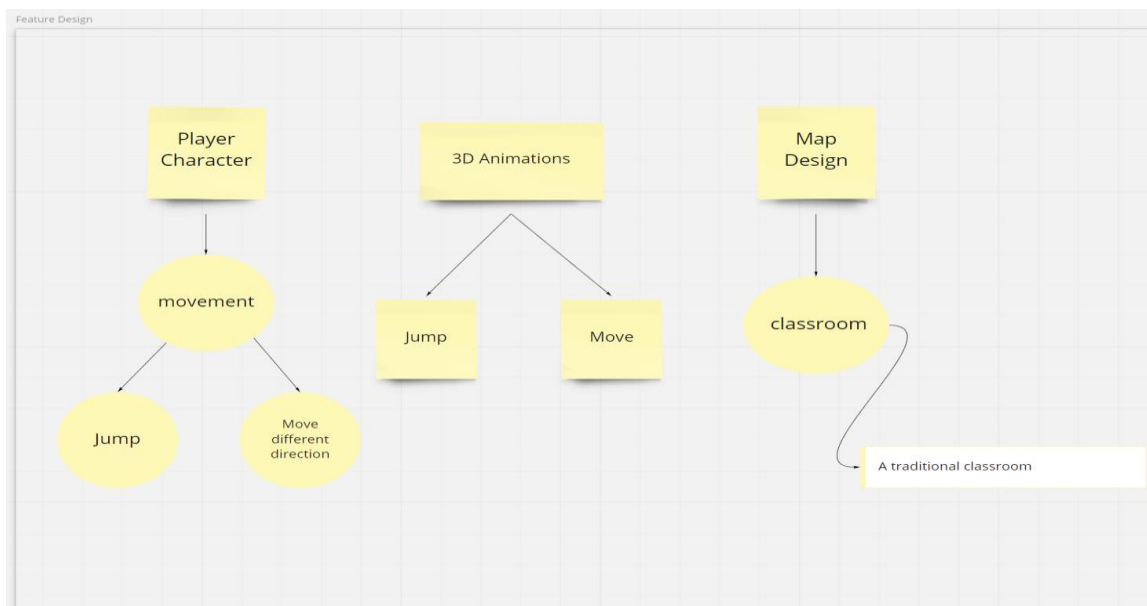 Feature Design
Player
Character
3D Animations
Map
Design
movement
Jump
Move
classroom
Jump
Move
different
direction
A traditional classroom